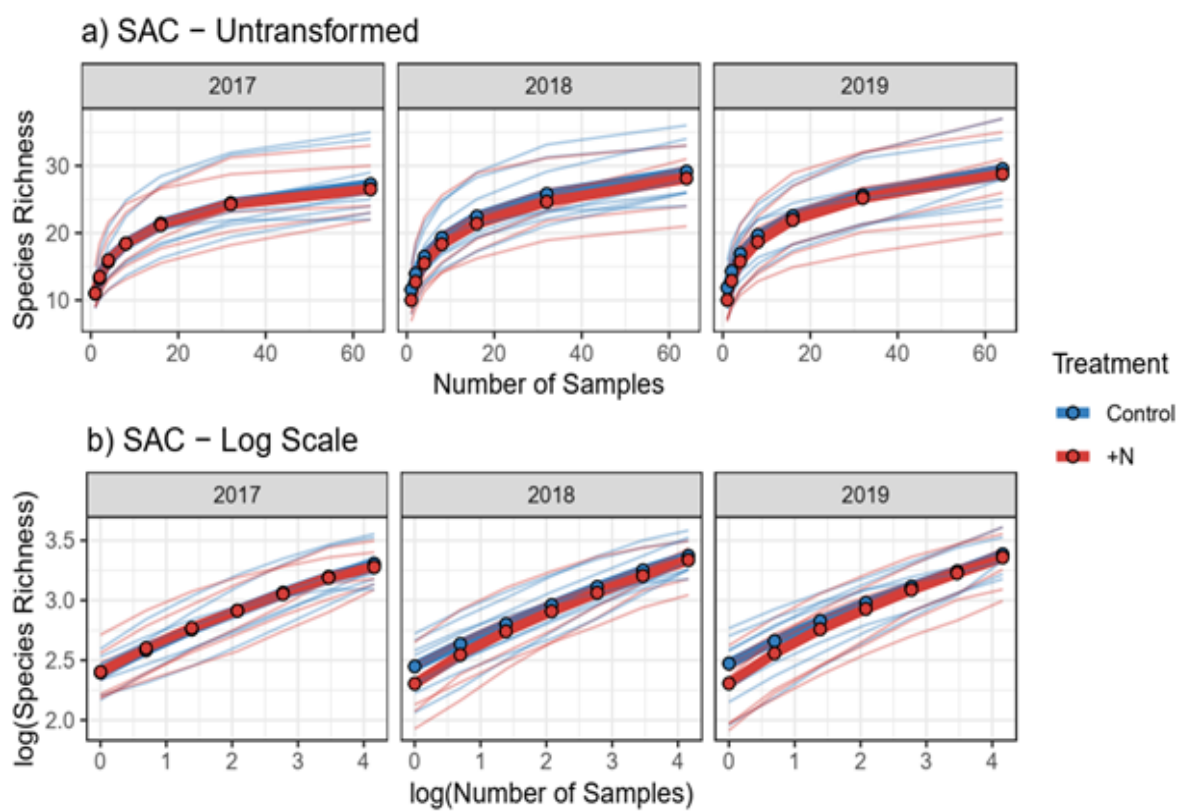 a) SAC − Untransformed
2017 2018 2019
Species Richness
30
20
10
0 20 40 60 0 20 40 60 0 20 40 60
Number of Samples
Treatment
Control
+N
b) SAC − Log Scale
2017 2018 2019
log(Species Richness)
3.5
3.0
2.5
2.0
0 1 2 3 4 0 1 2 3 4 0 1 2 3 4
log(Number of Samples)